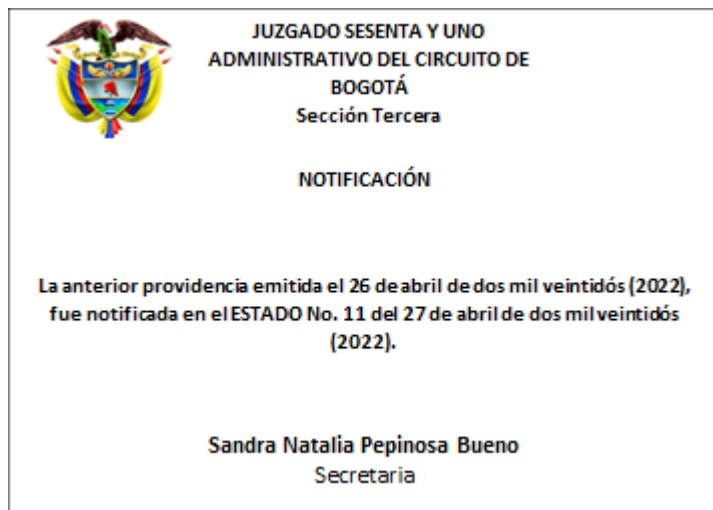 JUZGADO SESENTA Y UNO
ADMINISTRATIVO DEL CIRCUITO DE
BOGOTÁ
Sección Tercera
NOTIFICACIÓN
La anterior providencia emitida el 26 de abril de dos mil veintidós (2022),
fue notificada en el ESTADO No. 11 del 27 de abril de dos mil veintidós
(2022).
Sandra Natalia Pepinosa Bueno
Secretaria